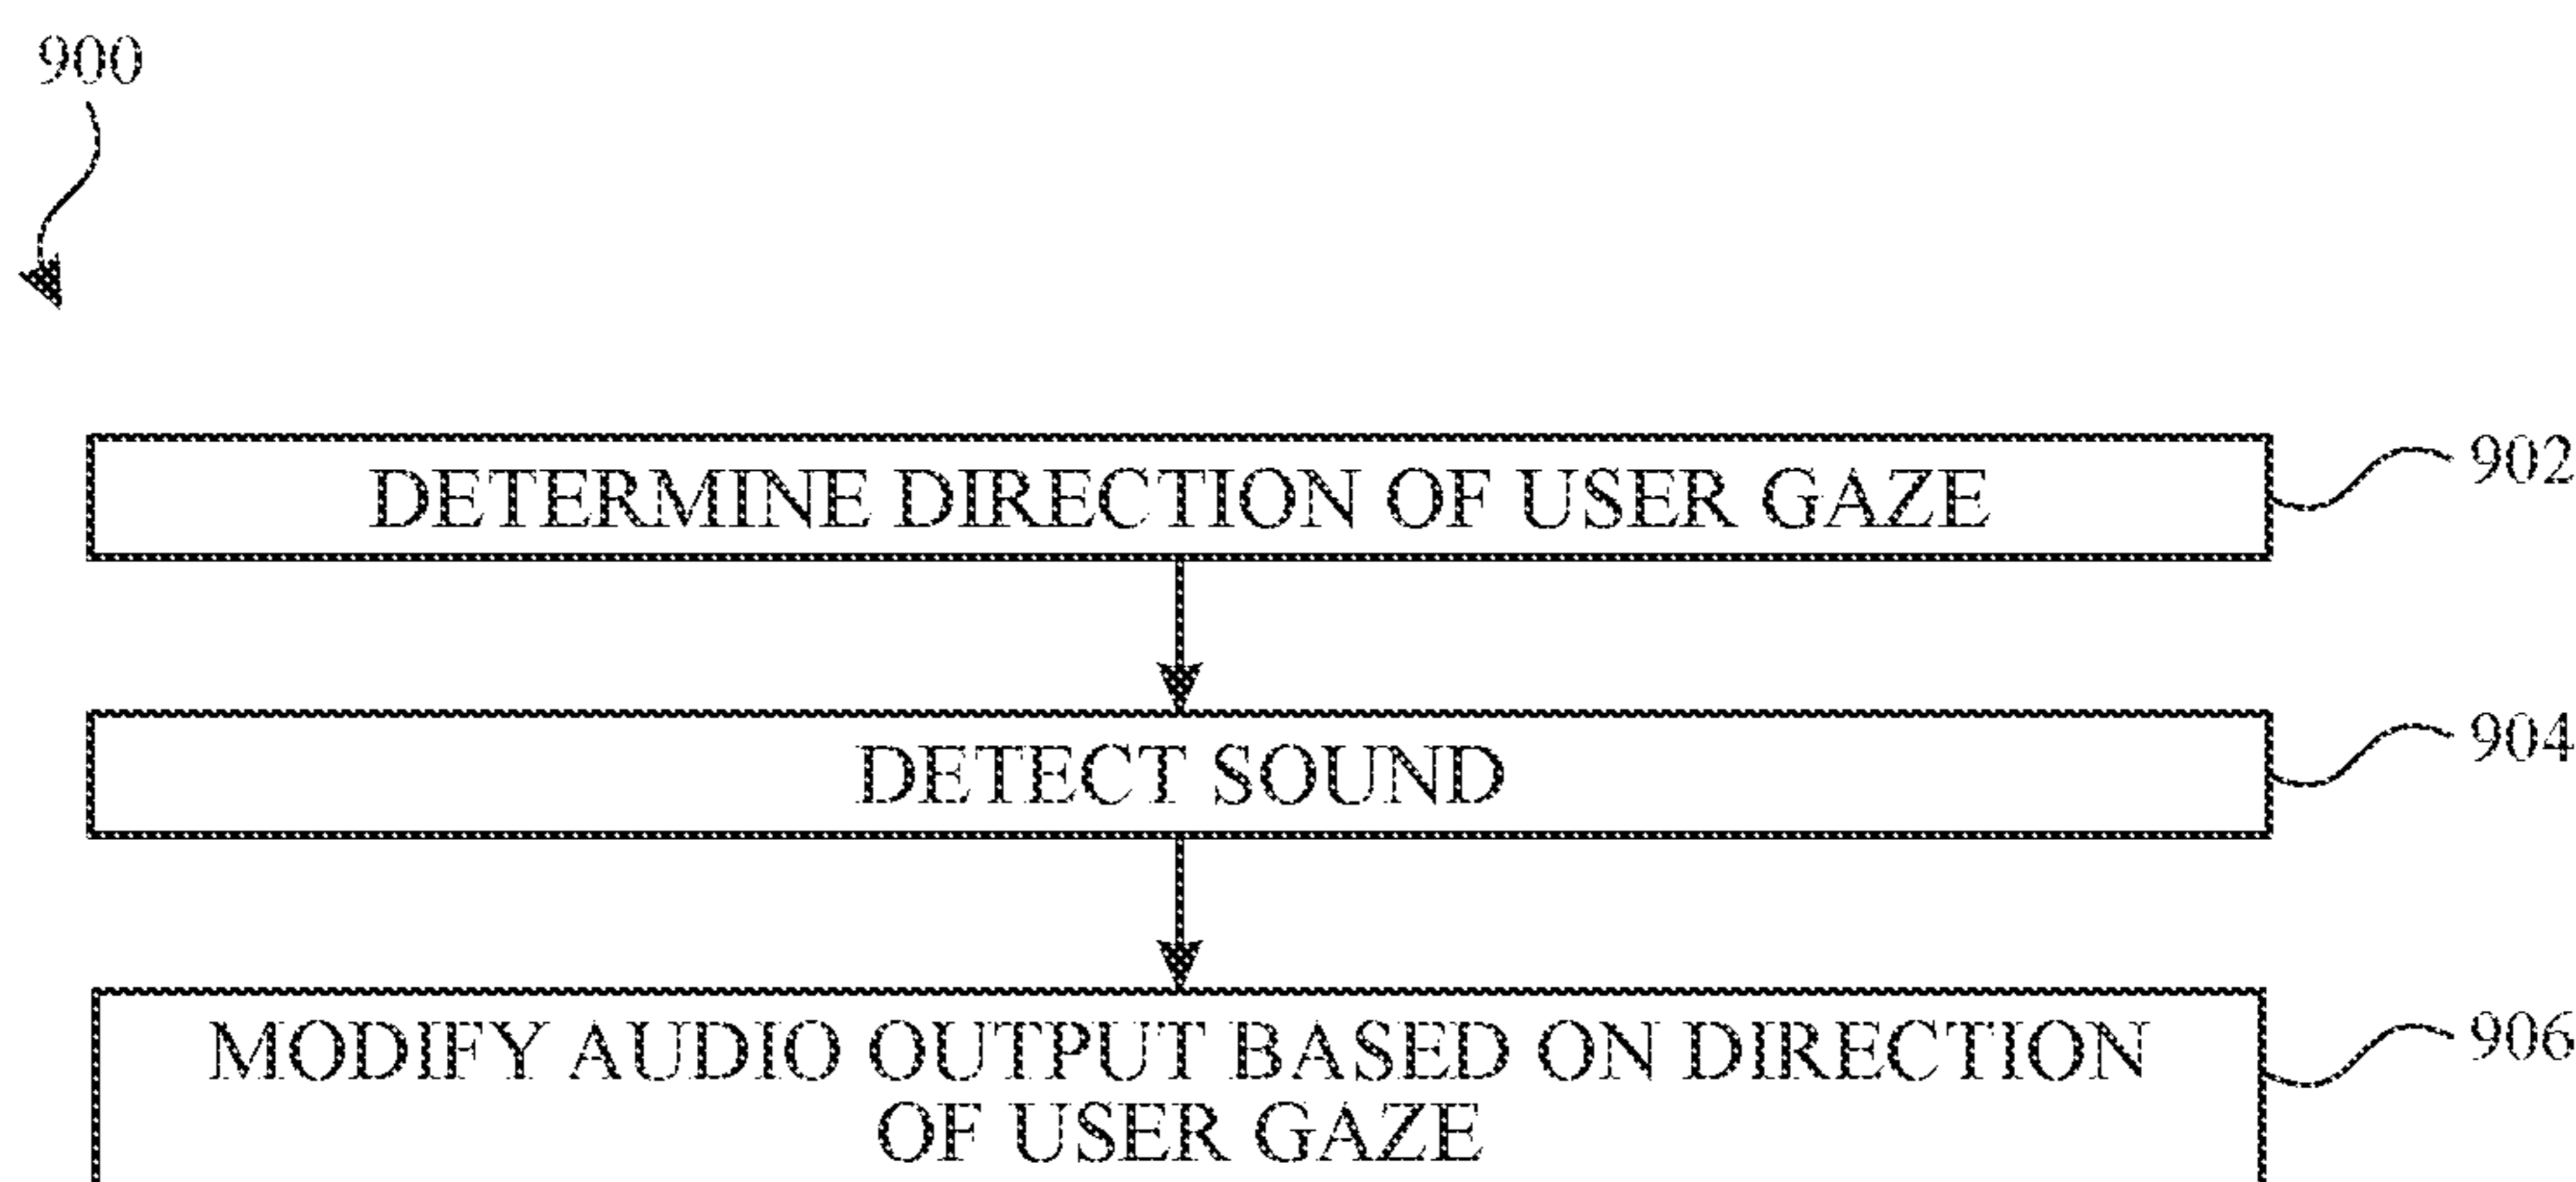 900
DETERMINE DIRECTION OF USER GAZE
902
DETECT SOUND
904
MODIFY AUDIO OUTPUT BASED ON DIRECTION
OF USER GAZE
906